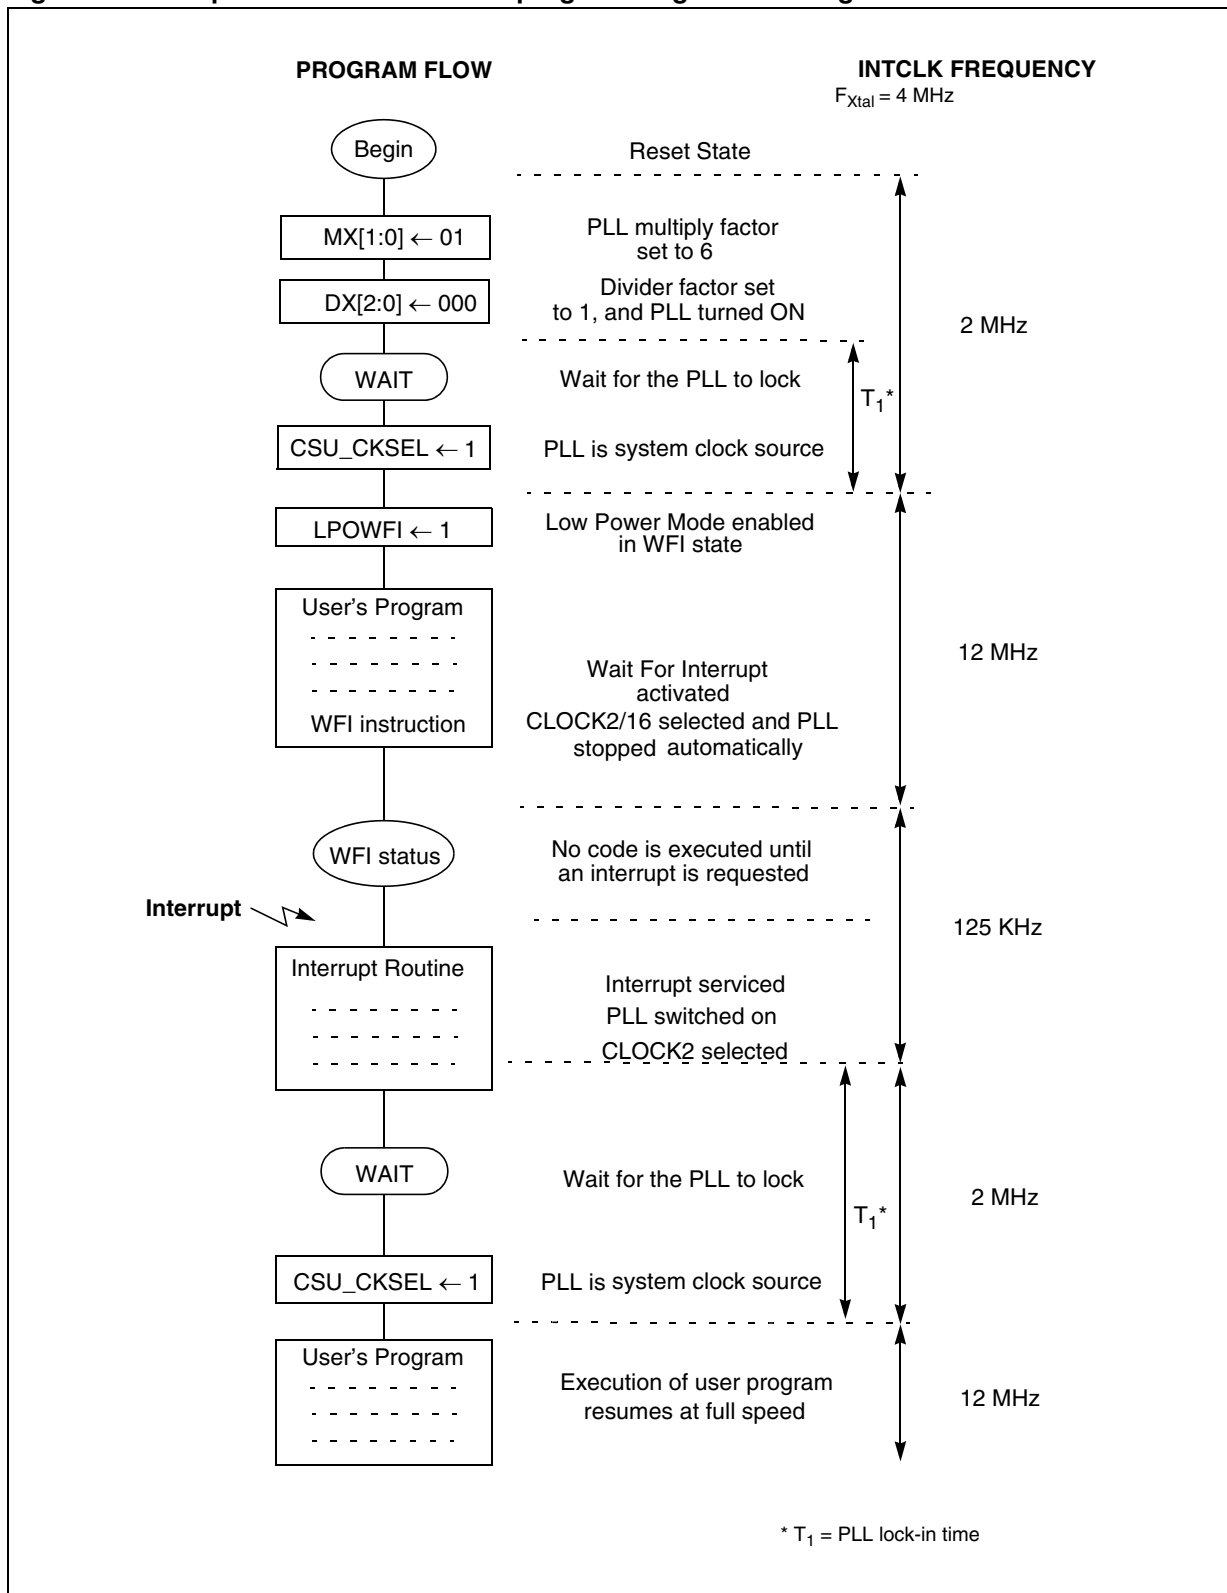 PROGRAM FLOW
INTCLK FREQUENCY
F_Xtal = 4 MHz
Begin
Reset State
MX[1:0] ← 01
PLL multiply factor
set to 6
DX[2:0] ← 000
Divider factor set
to 1, and PLL turned ON
2 MHz
WAIT
Wait for the PLL to lock
T₁*
CSU_CKSEL ← 1
PLL is system clock source
LPOWFI ← 1
Low Power Mode enabled
in WFI state
User's Program
WFI instruction
Wait For Interrupt
activated
CLOCK2/16 selected and PLL
stopped automatically
12 MHz
WFI status
No code is executed until
an interrupt is requested
Interrupt
125 KHz
Interrupt Routine
Interrupt serviced
PLL switched on
CLOCK2 selected
WAIT
Wait for the PLL to lock
T₁*
2 MHz
CSU_CKSEL ← 1
PLL is system clock source
User's Program
Execution of user program
resumes at full speed
12 MHz
* T₁ = PLL lock-in time